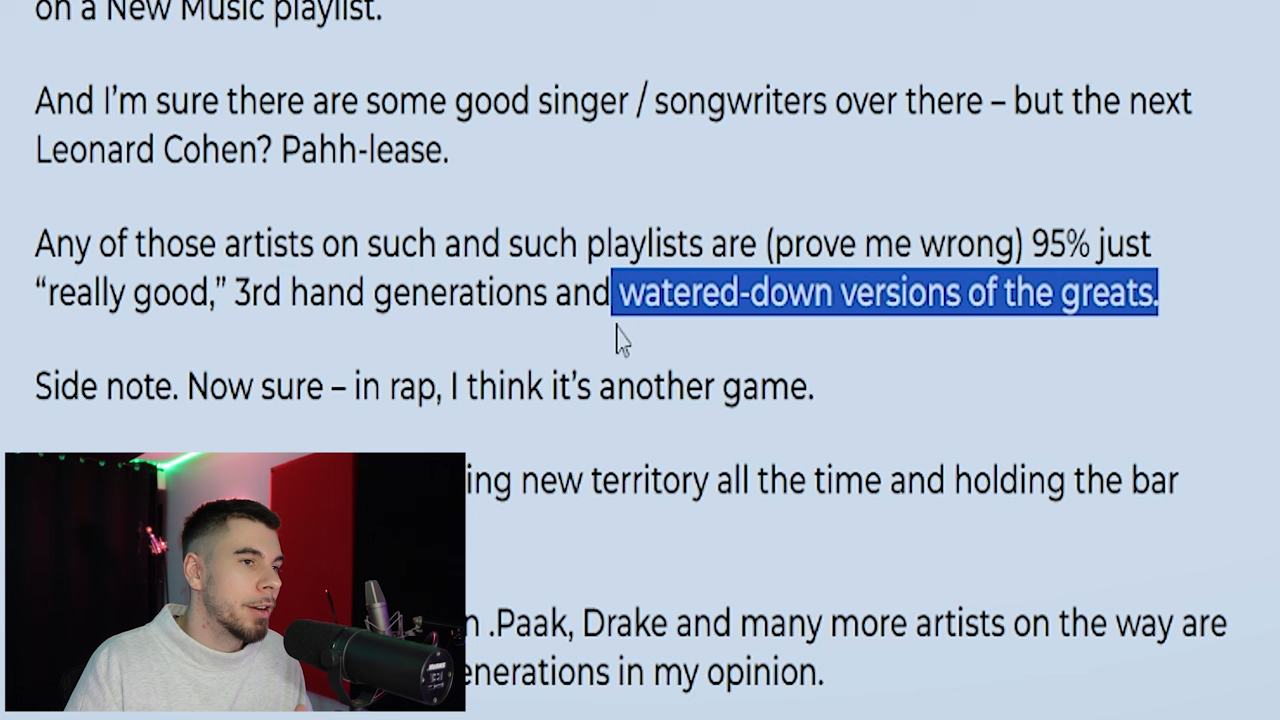 on a New Music playlist.
And I'm sure there are some good singer / songwriters over there – but the next
Leonard Cohen? Pahh-lease.
Any of those artists on such and such playlists are (prove me wrong) 95% just
“really good,” 3rd hand generations and watered-down versions of the greats.
Side note. Now sure – in rap, I think it's another game.
ing new territory all the time and holding the bar
n .Paak, Drake and many more artists on the way are
enerations in my opinion.